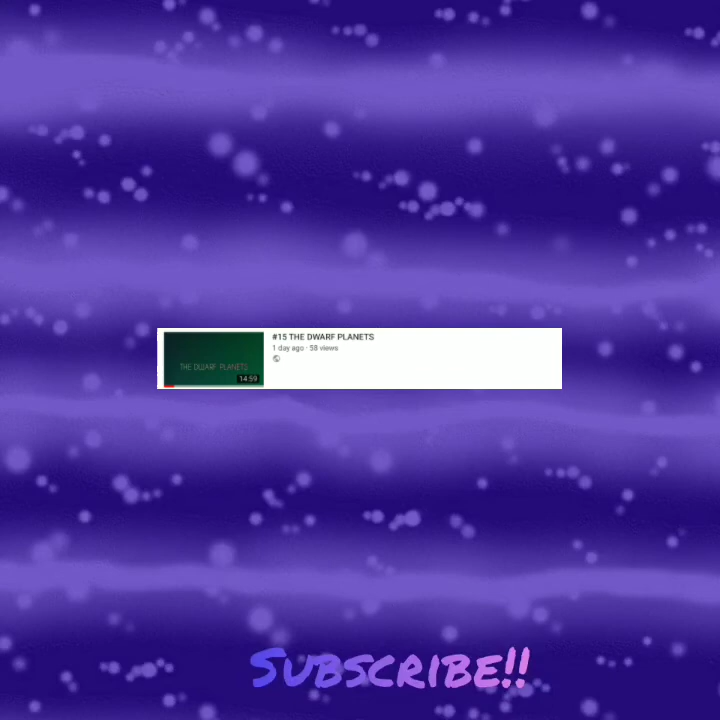 #15 THE DWARF PLANETS
1 day ago · 58 views
THE DWARF PLANETS
14:59
SUBSCRIBE!!